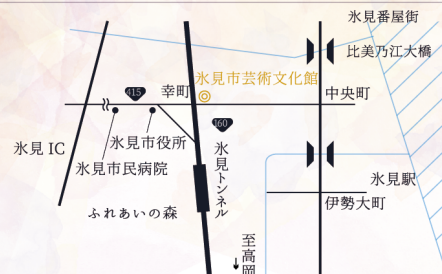 氷見番屋街
比美乃江大橋
氷見市芸術文化館
415
幸町
中央町
160
氷見市役所
氷見IC
氷見市民病院
氷見トンネル
氷見駅
伊勢大町
ふれあいの森
至高岡